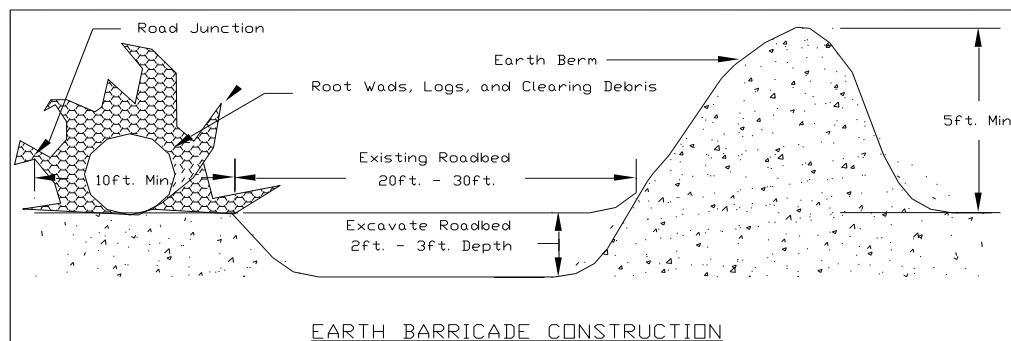 Road Junction
Earth Berm
Root Wads, Logs, and Clearing Debris
5ft. Min
Existing Roadbed
20ft. - 30ft.
10ft. Min
Excavate Roadbed
2ft. - 3ft. Depth
EARTH BARRICADE CONSTRUCTION